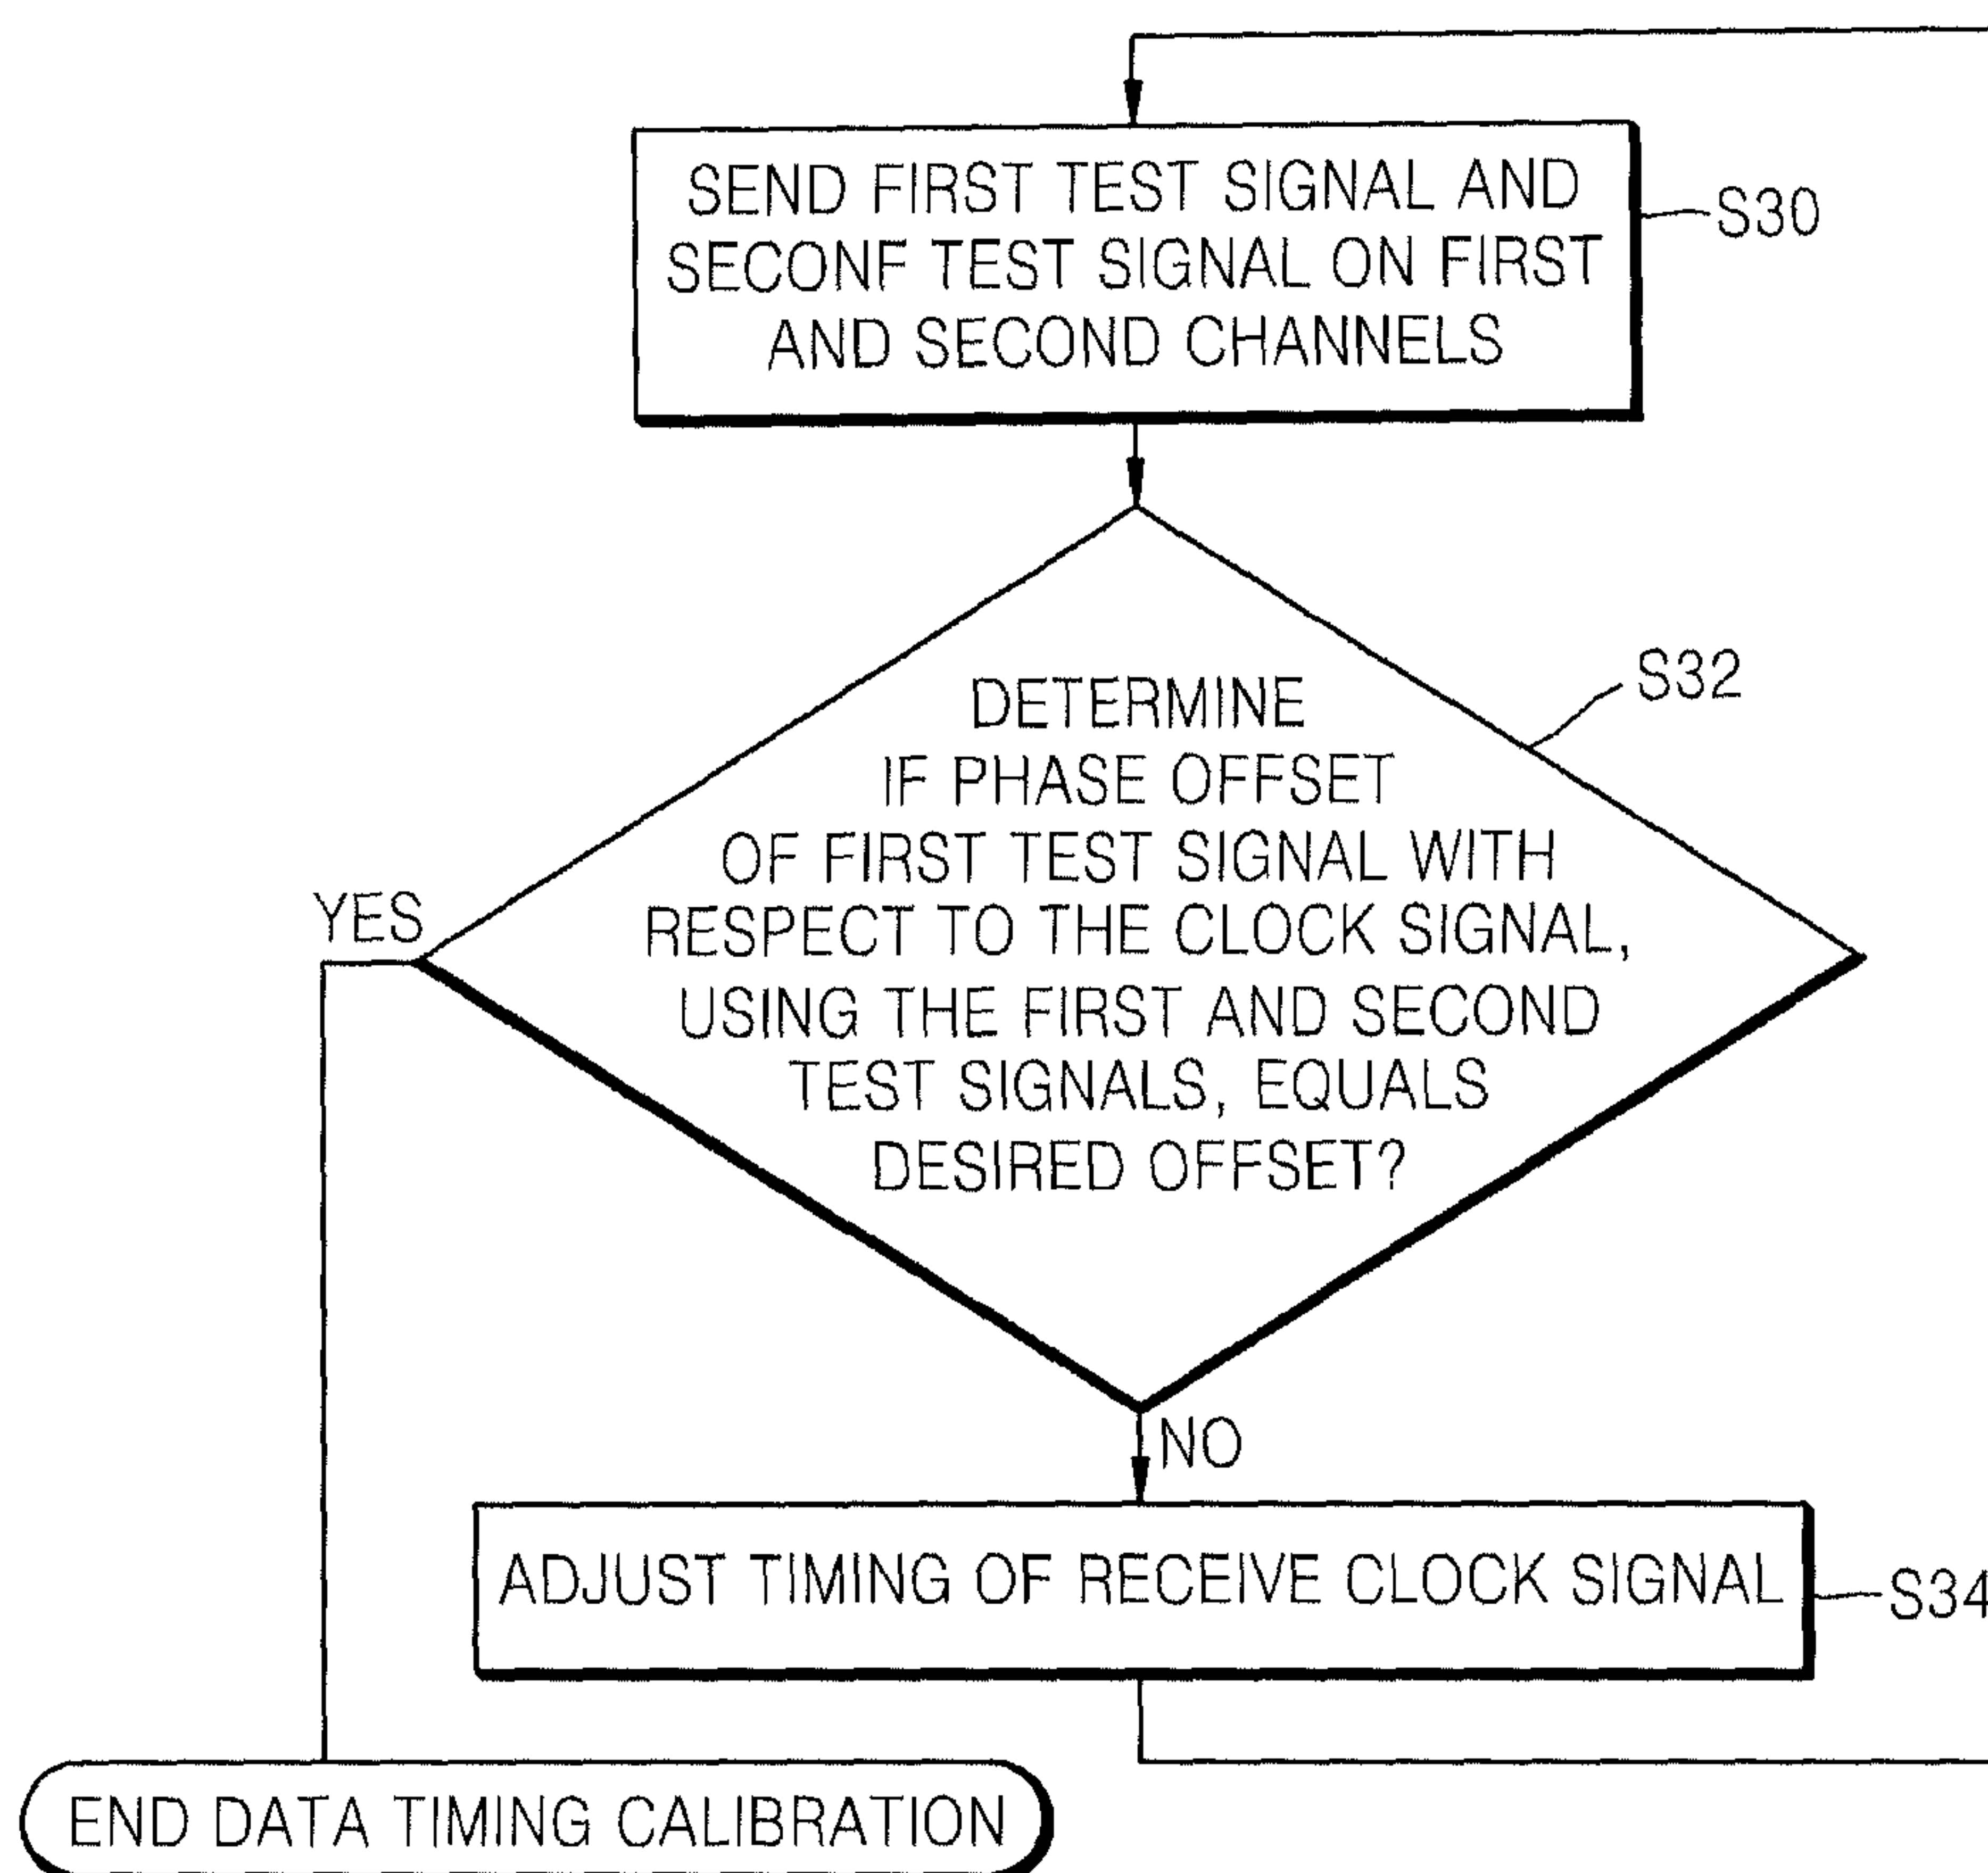 SEND FIRST TEST SIGNAL AND
SECONF TEST SIGNAL ON FIRST
AND SECOND CHANNELS
S30
DETERMINE
IF PHASE OFFSET
OF FIRST TEST SIGNAL WITH
RESPECT TO THE CLOCK SIGNAL,
USING THE FIRST AND SECOND
TEST SIGNALS, EQUALS
DESIRED OFFSET?
S32
YES
NO
ADJUST TIMING OF RECEIVE CLOCK SIGNAL
S34
END DATA TIMING CALIBRATION